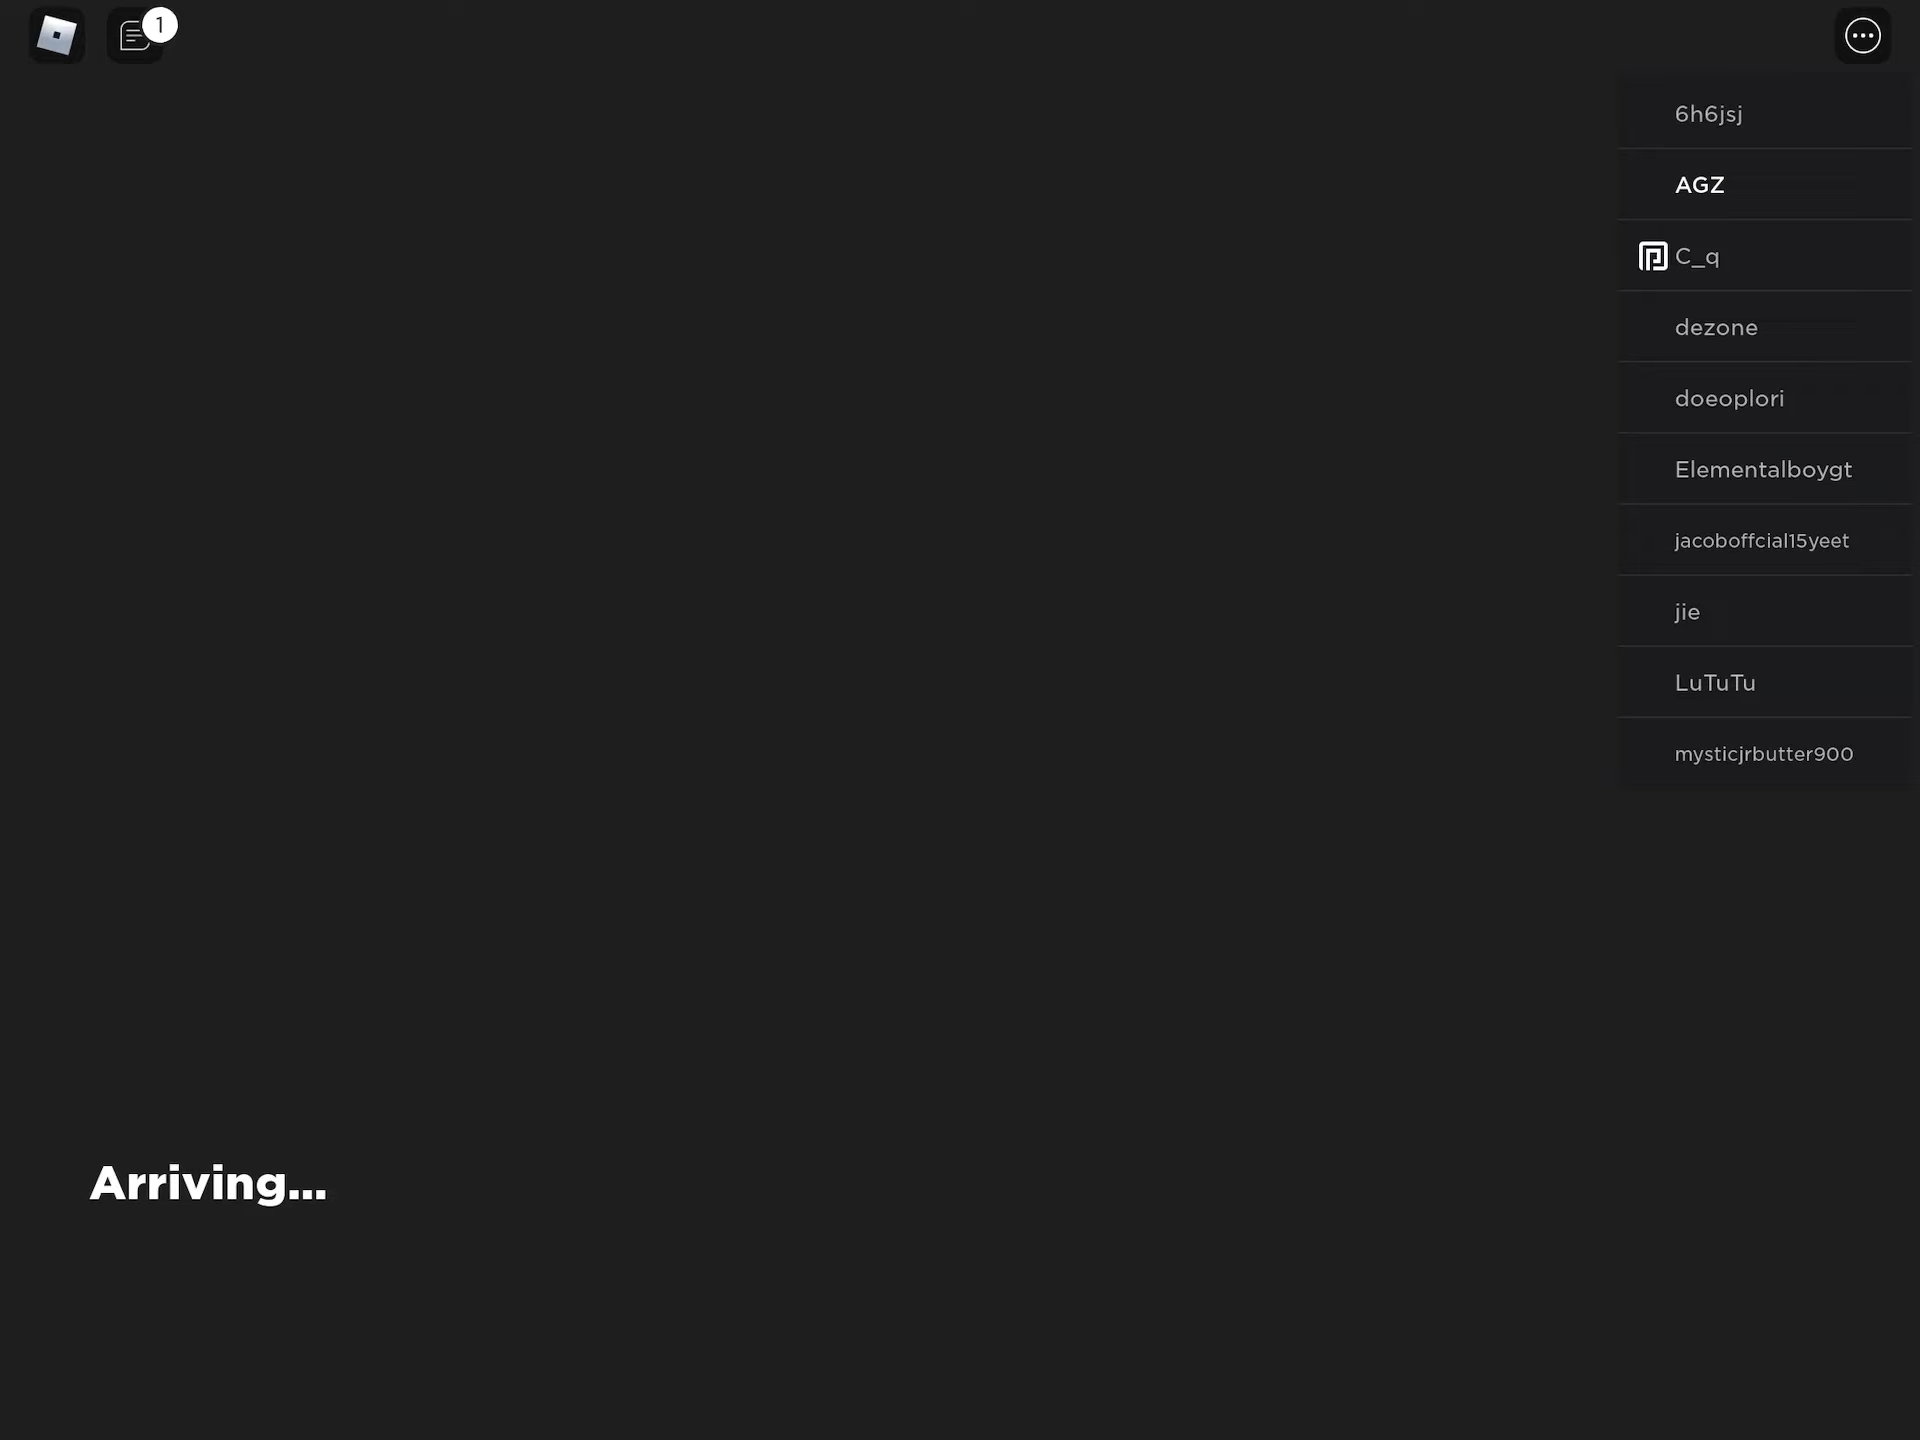 1
6h6jsj
AGZ
C_q
dezone
doeoplori
Elementalboygt
jacoboffcial15yeet
jie
LuTuTu
mysticjrbutter900
Arriving...